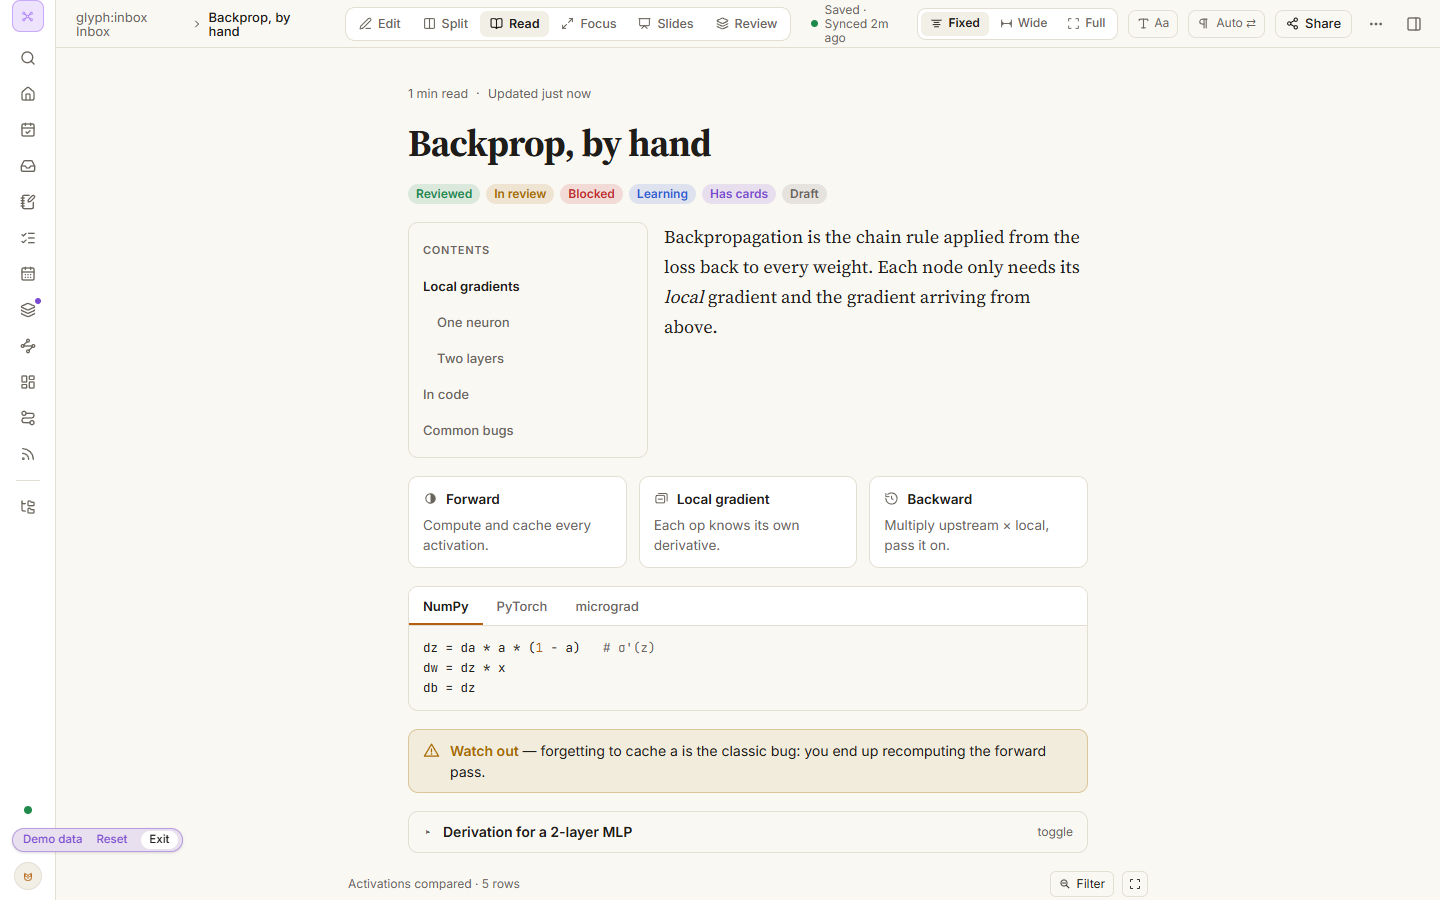 glyph:inbox
Inbox
Backprop, by
hand
Edit
Split
Read
Focus
Slides
Review
Saved ·
Synced 2m
ago
Fixed
Wide
Full
Aa
Auto ⇄
Share
1 min read · Updated just now
Backprop, by hand
Reviewed
In review
Blocked
Learning
Has cards
Draft
CONTENTS
Local gradients
One neuron
Two layers
In code
Common bugs
Backpropagation is the chain rule applied from the
loss back to every weight. Each node only needs its
local gradient and the gradient arriving from
above.
Forward
Compute and cache every
activation.
Local gradient
Each op knows its own
derivative.
Backward
Multiply upstream × local,
pass it on.
NumPy
PyTorch
micrograd
dz = da * a * (1 - a)   # σ'(z)
dw = dz * x
db = dz
Watch out — forgetting to cache a is the classic bug: you end up recomputing the forward
pass.
Derivation for a 2-layer MLP
toggle
Demo data
Reset
Exit
Activations compared · 5 rows
Filter